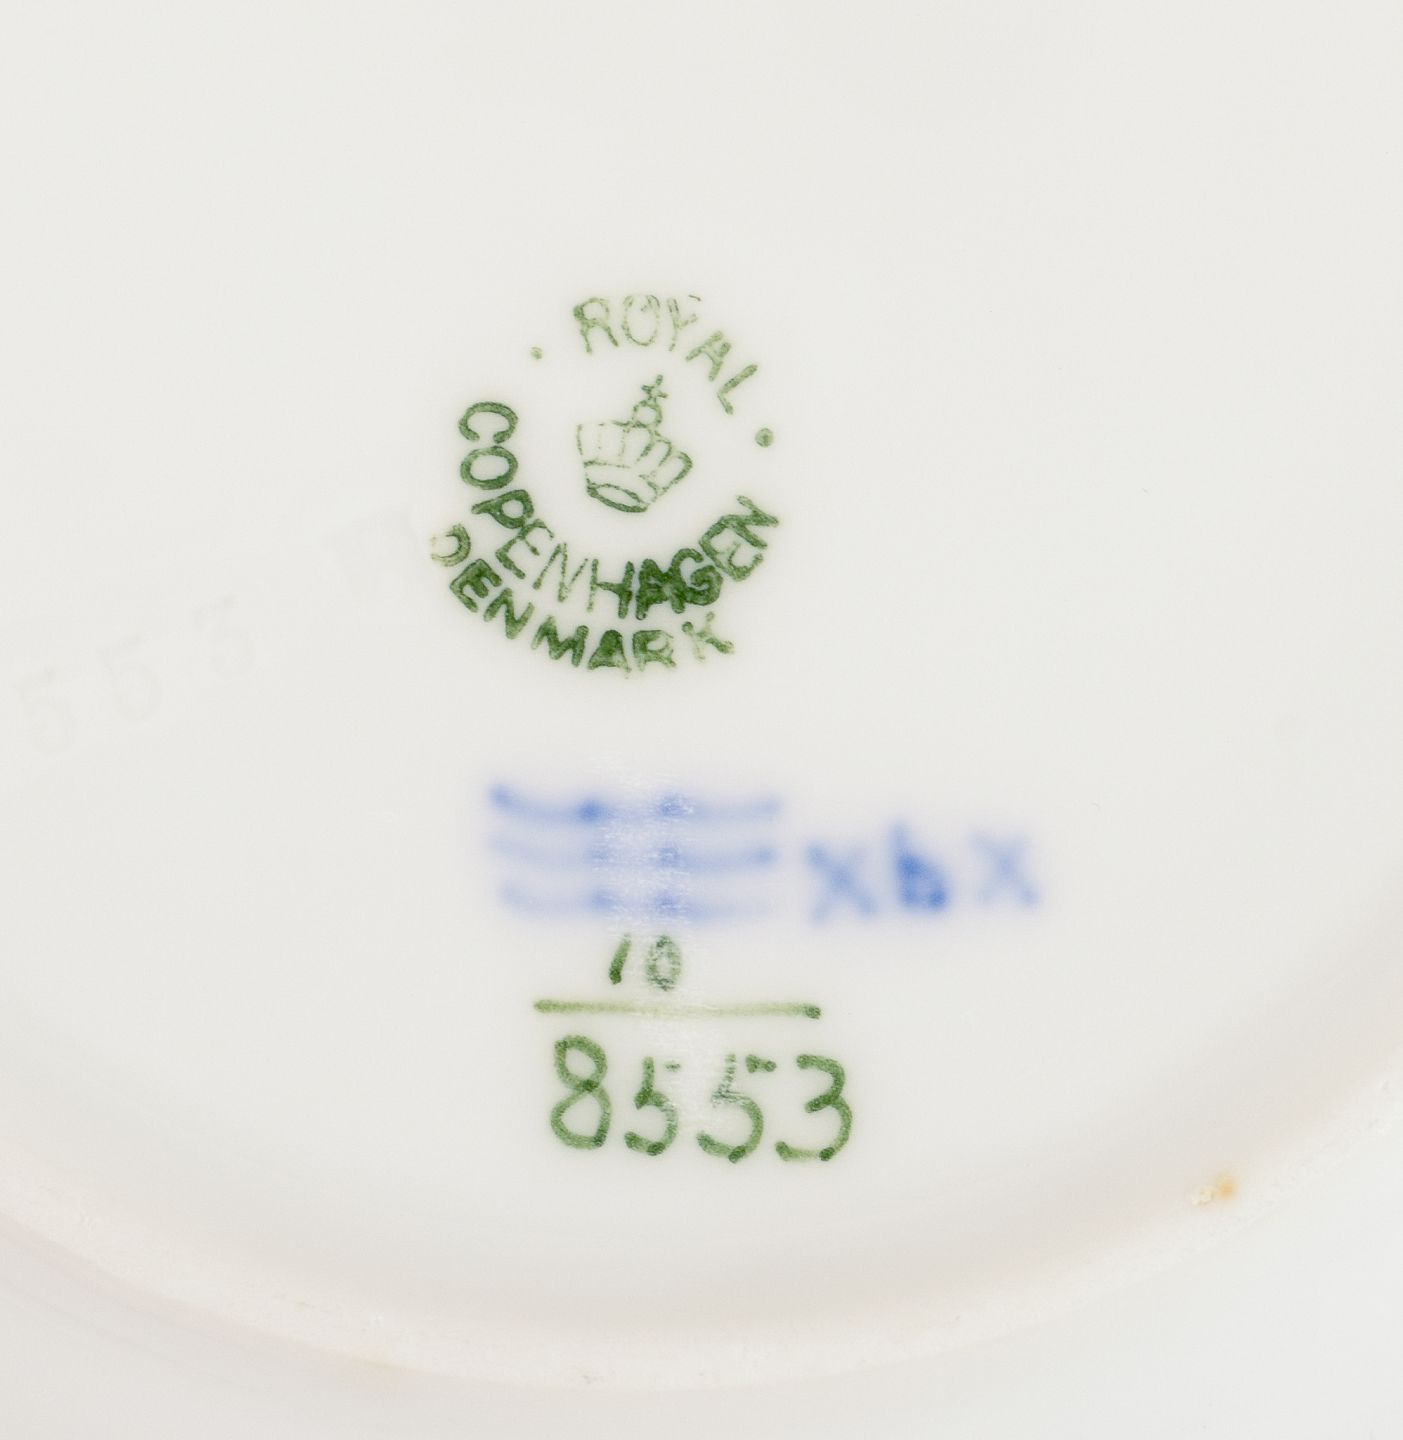 ROYAL
COPENHAGEN
DENMARK
553
xbx
10
8553